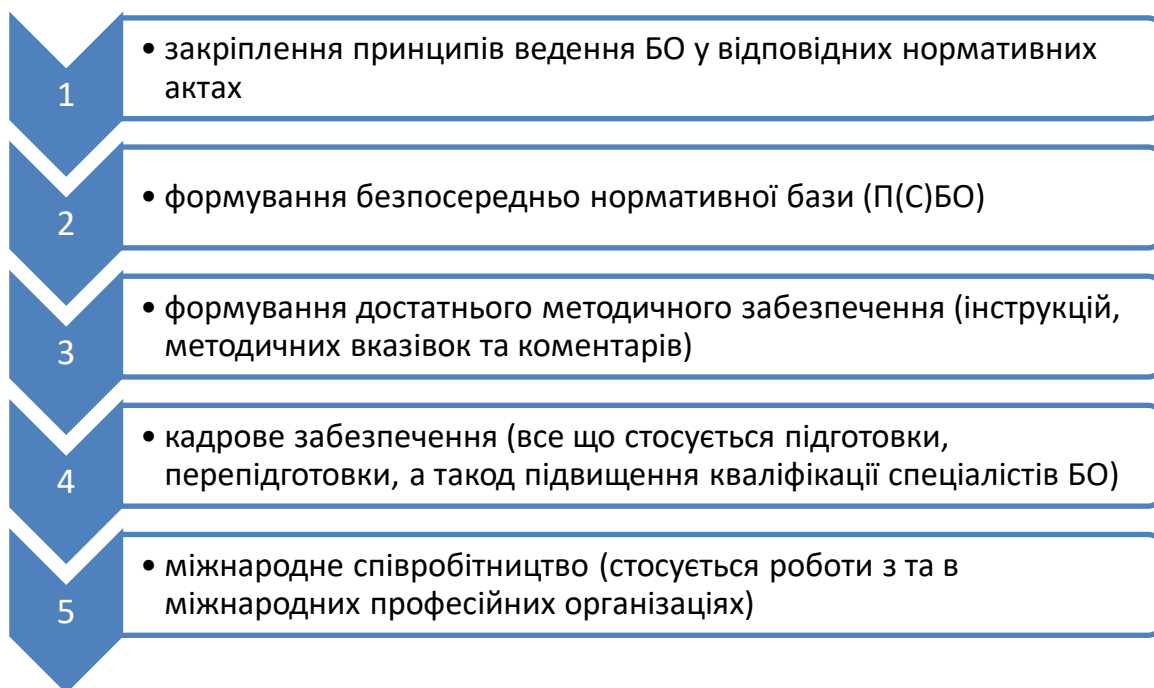 1
• закріплення принципів ведення БО у відповідних нормативних
актах
2
• формування безпосередньо нормативної бази (П(С)БО)
3
• формування достатнього методичного забезпечення (інструкцій,
методичних вказівок та коментарів)
4
• кадрове забезпечення (все що стосується підготовки,
перепідготовки, а такод підвищення кваліфікації спеціалістів БО)
5
• міжнародне співробітництво (стосується роботи з та в
міжнародних професійних організаціях)